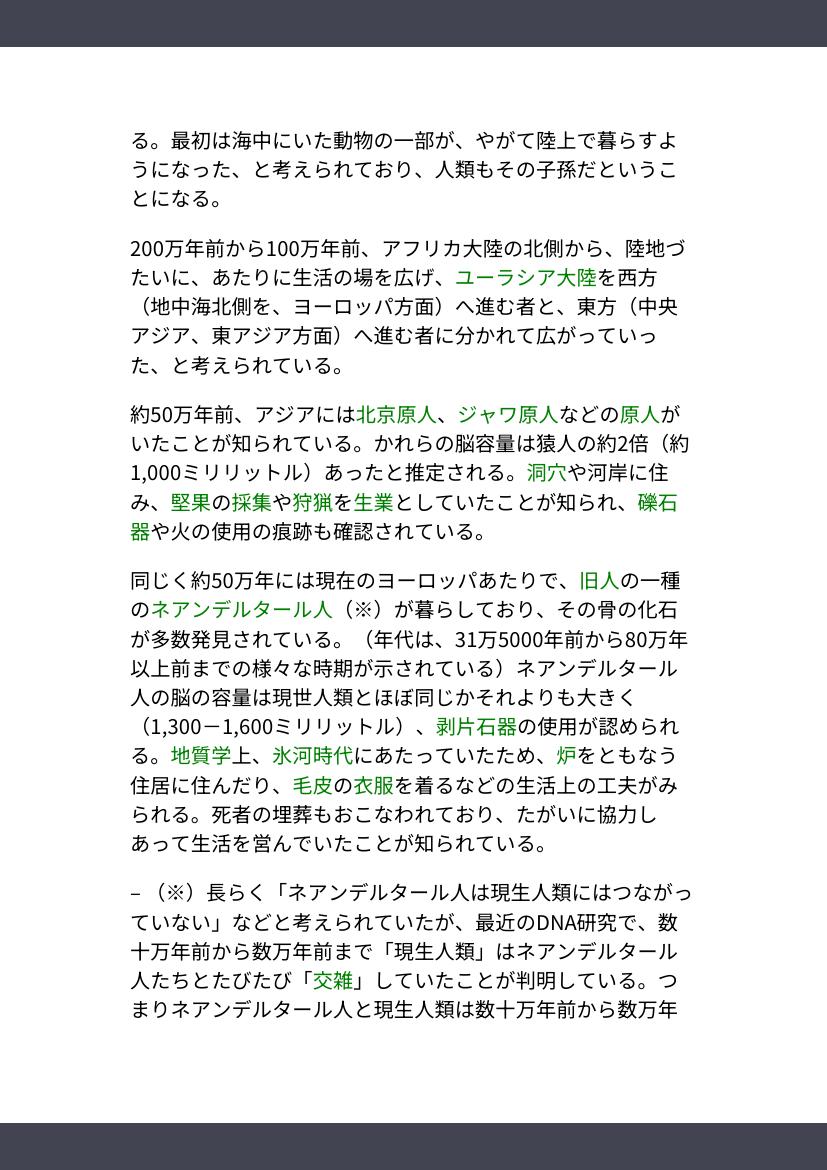 る。最初は海中にいた動物の一部が、やがて陸上で暮らすよ
うになった、と考えられており、人類もその子孫だというこ
とになる。
200万年前から100万年前、アフリカ大陸の北側から、陸地づ
たいに、あたりに生活の場を広げ、ユーラシア大陸を西方
（地中海北側を、ヨーロッパ方面）へ進む者と、東方（中央
アジア、東アジア方面）へ進む者に分かれて広がっていっ
た、と考えられている。
約50万年前、アジアには北京原人、ジャワ原人などの原人が
いたことが知られている。かれらの脳容量は猿人の約2倍（約
1,000ミリリットル）あったと推定される。洞穴や河岸に住
み、堅果の採集や狩猟を生業としていたことが知られ、礫石
器や火の使用の痕跡も確認されている。
同じく約50万年には現在のヨーロッパあたりで、旧人の一種
のネアンデルタール人（※）が暮らしており、その骨の化石
が多数発見されている。（年代は、31万5000年前から80万年
以上前までの様々な時期が示されている）ネアンデルタール
人の脳の容量は現世人類とほぼ同じかそれよりも大きく
（1,300－1,600ミリリットル）、剥片石器の使用が認められ
る。地質学上、氷河時代にあたっていたため、炉をともなう
住居に住んだり、毛皮の衣服を着るなどの生活上の工夫がみ
られる。死者の埋葬もおこなわれており、たがいに協力し
あって生活を営んでいたことが知られている。
– （※）長らく「ネアンデルタール人は現生人類にはつながっ
ていない」などと考えられていたが、最近のDNA研究で、数
十万年前から数万年前まで「現生人類」はネアンデルタール
人たちとたびたび「交雑」していたことが判明している。つ
まりネアンデルタール人と現生人類は数十万年前から数万年